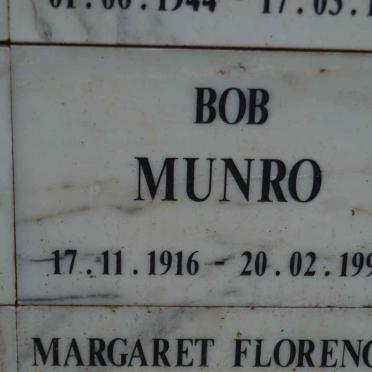 BOB
MUNRO
17.11.1916 - 20.02.199
MARGARET FLORENC